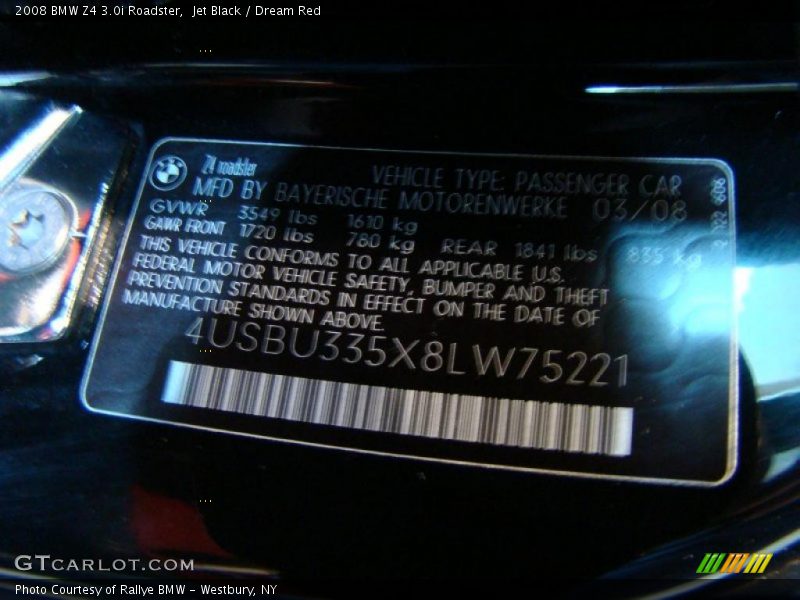 2008 BMW Z4 3.0i Roadster,  Jet Black / Dream Red
...
Z4 roadster
VEHICLE TYPE: PASSENGER CAR
MFD BY BAYERISCHE MOTORENWERKE 03/08
GVWR 3549 lbs 1610 kg
GAWR FRONT 1720 lbs 780 kg REAR 1841 lbs 835 kg
THIS VEHICLE CONFORMS TO ALL APPLICABLE U.S.
FEDERAL MOTOR VEHICLE SAFETY, BUMPER AND THEFT
PREVENTION STANDARDS IN EFFECT ON THE DATE OF
MANUFACTURE SHOWN ABOVE.
4USBU335X8LW75221
...
GTCARLOT.COM
Photo Courtesy of Rallye BMW - Westbury, NY